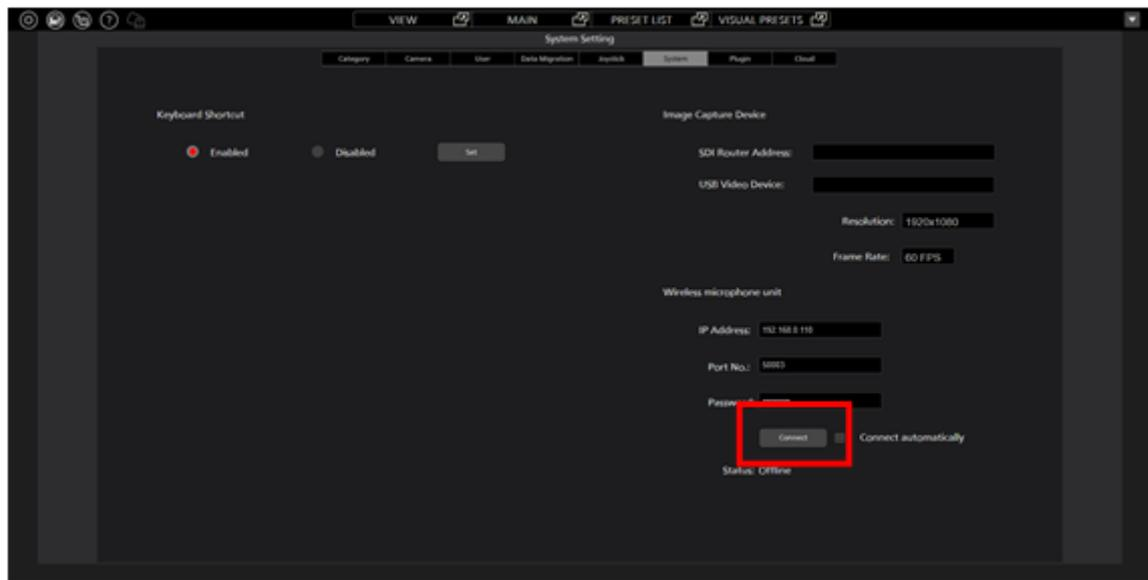 VIEW MAIN PRESET LIST VISUAL PRESETS
System Setting
Category Camera User Data Migration Joystick System Plugin Cloud
Keyboard Shortcut
Enabled Disabled Set
Image Capture Device
SDI Router Address:
USB Video Device:
Resolution: 1920x1080
Frame Rate: 60 FPS
Wireless microphone unit
IP Address: 192.168.0.110
Port No.: 50003
Password:
Connect Connect automatically
Status: Offline